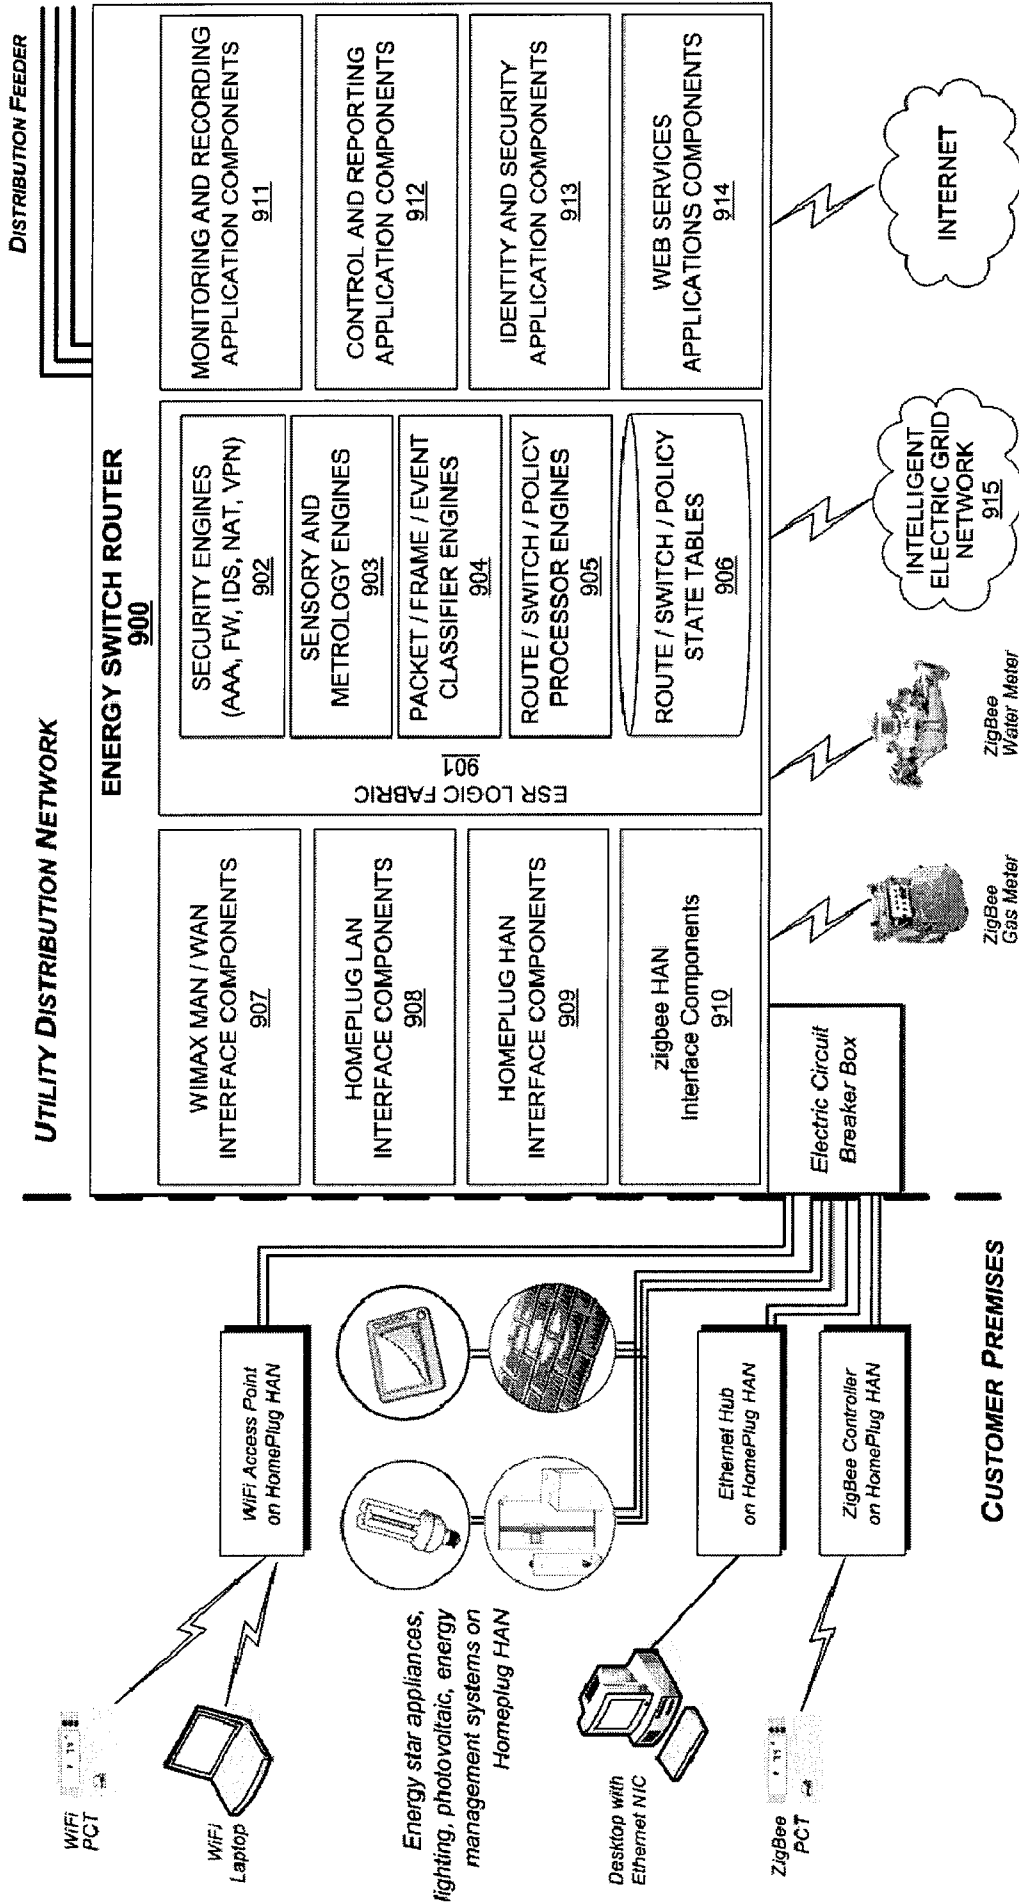 UTILITY DISTRIBUTION NETWORK
DISTRIBUTION FEEDER
ENERGY SWITCH ROUTER
900
WIMAX MAN / WAN
INTERFACE COMPONENTS
907
HOMEPLUG LAN
INTERFACE COMPONENTS
908
HOMEPLUG HAN
INTERFACE COMPONENTS
909
zigbee HAN
Interface Components
910
ESR LOGIC FABRIC
901
SECURITY ENGINES
(AAA, FW, IDS, NAT, VPN)
902
SENSORY AND
METROLOGY ENGINES
903
PACKET / FRAME / EVENT
CLASSIFIER ENGINES
904
ROUTE / SWITCH / POLICY
PROCESSOR ENGINES
905
ROUTE / SWITCH / POLICY
STATE TABLES
906
MONITORING AND RECORDING
APPLICATION COMPONENTS
911
CONTROL AND REPORTING
APPLICATION COMPONENTS
912
IDENTITY AND SECURITY
APPLICATION COMPONENTS
913
WEB SERVICES
APPLICATIONS COMPONENTS
914
Electric Circuit
Breaker Box
ZigBee
Gas Meter
ZigBee
Water Meter
INTELLIGENT
ELECTRIC GRID
NETWORK
915
INTERNET
WiFi
PCT
WiFi
Laptop
WiFi Access Point
on HomePlug HAN
Energy star appliances,
lighting, photovoltaic, energy
management systems on
Homeplug HAN
Desktop with
Ethernet NIC
Ethernet Hub
on HomePlug HAN
ZigBee
PCT
ZigBee Controller
on HomePlug HAN
CUSTOMER PREMISES